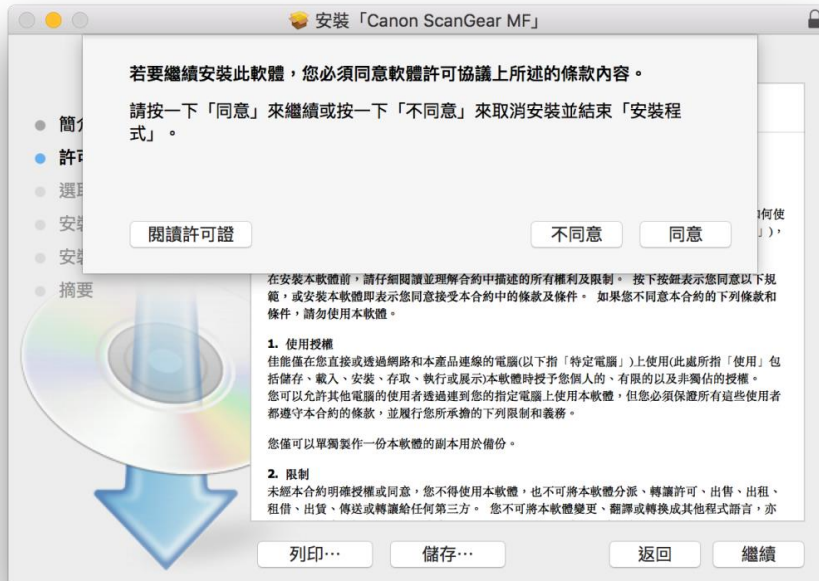 安裝「Canon ScanGear MF」
若要繼續安裝此軟體,您必須同意軟體許可協議上所述的條款內容。
請按一下「同意」來繼續或按一下「不同意」來取消安裝並結束「安裝程
式」。
閱讀許可證
不同意
同意
簡
許
選
安
安
摘要
何使
」),
在安裝本軟體前,請仔細閱讀並理解合約中描述的所有權利及限制。 按下按鈕表示您同意以下規
範,或安裝本軟體即表示您同意接受本合約中的條款及條件。 如果您不同意本合約的下列條款和
條件,請勿使用本軟體。
1. 使用授權
佳能僅在您直接或透過網路和本產品連線的電腦(以下指「特定電腦」)上使用(此處所指「使用」包
括儲存、載入、安裝、存取、執行或展示)本軟體時授予您個人的、有限的以及非獨佔的授權。
您可以允許其他電腦的使用者透過連到您的指定電腦上使用本軟體,但您必須保證所有這些使用者
都遵守本合約的條款,並履行您所承擔的下列限制和義務。
您僅可以單獨製作一份本軟體的副本用於備份。
2. 限制
未經本合約明確授權或同意,您不得使用本軟體,也不可將本軟體分派、轉讓許可、出售、出租、
租借、出賃、傳送或轉讓給任何第三方。 您不可將本軟體變更、翻譯或轉換成其他程式語言,亦
列印…
儲存…
返回
繼續